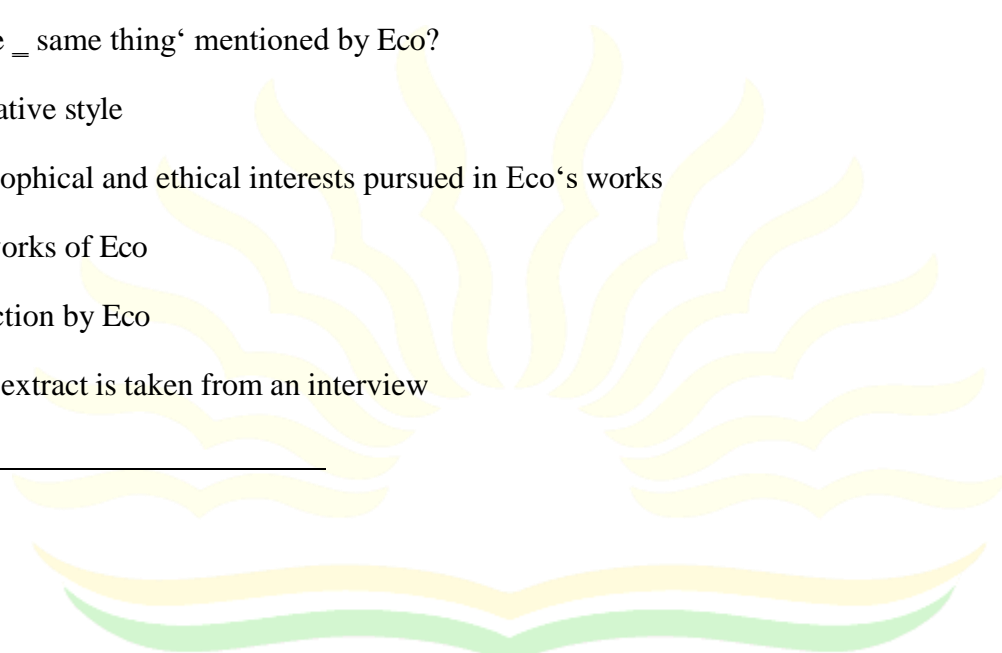 e ‗ same thing‘ mentioned by Eco?
ative style
ophical and ethical interests pursued in Eco‘s works
orks of Eco
ction by Eco
extract is taken from an interview